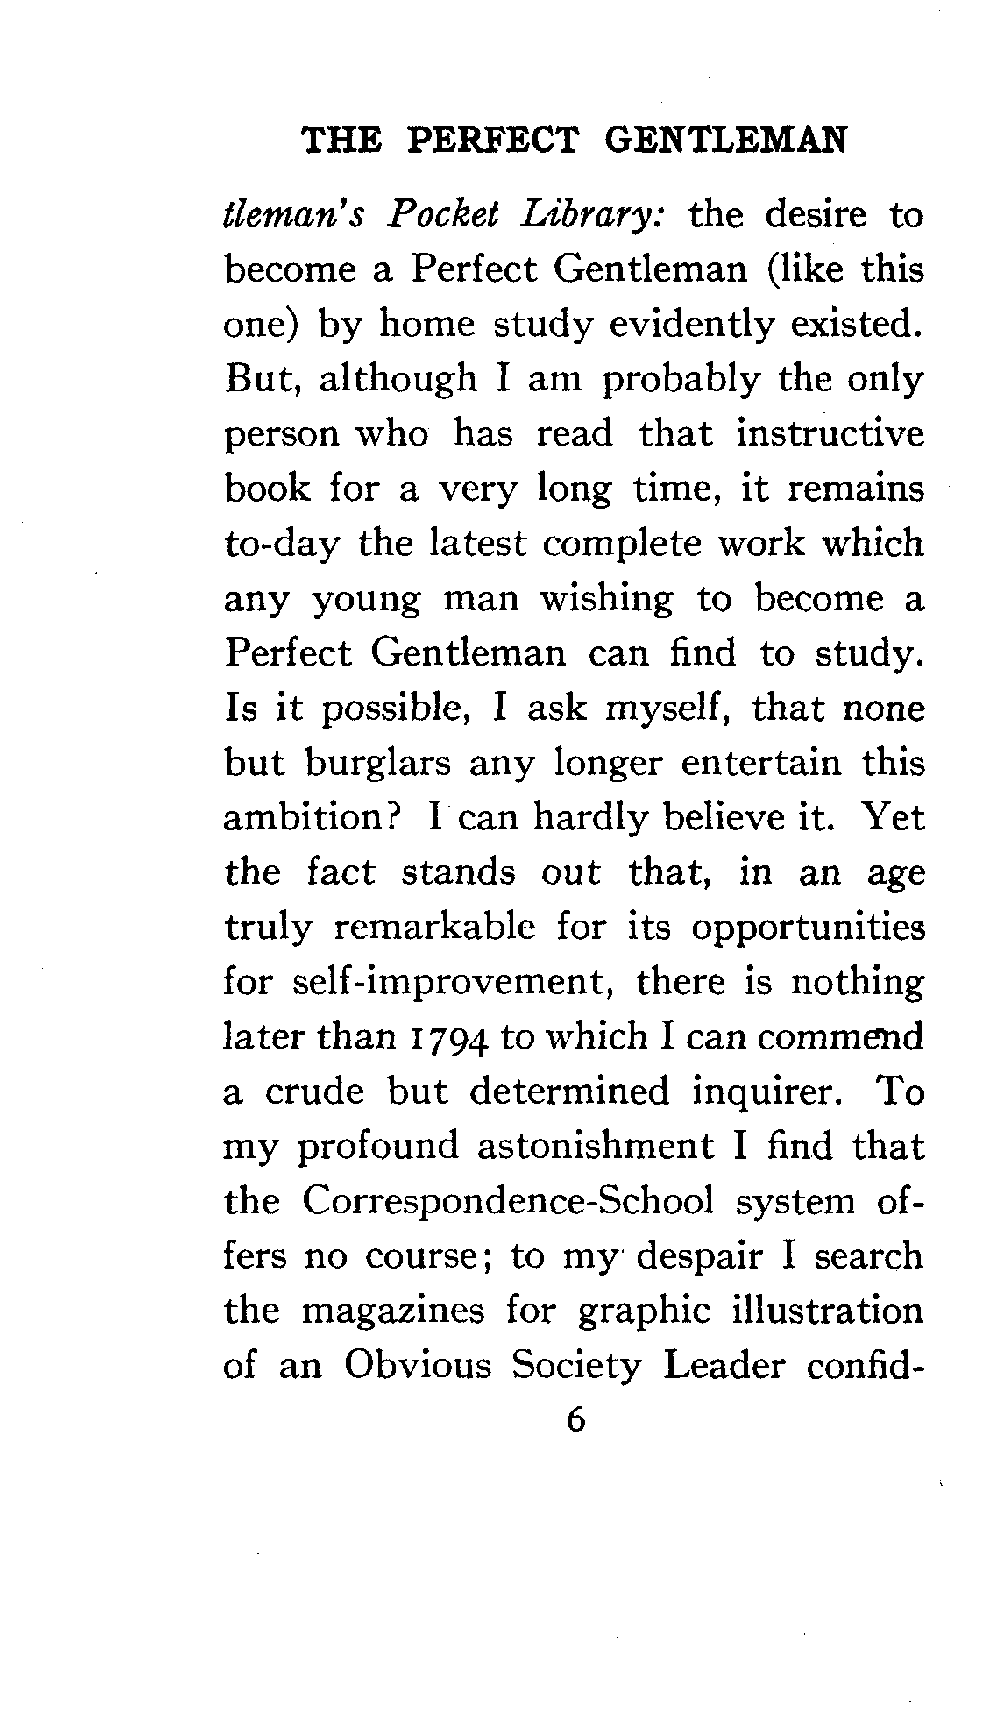 THE PERFECT GENTLEMAN
tleman's Pocket Library: the desire to
become a Perfect Gentleman (like this
one) by home study evidently existed.
But, although I am probably the only
person who has read that instructive
book for a very long time, it remains
to-day the latest complete work which
any young man wishing to become a
Perfect Gentleman can find to study.
Is it possible, I ask myself, that none
but burglars any longer entertain this
ambition? I can hardly believe it. Yet
the fact stands out that, in an age
truly remarkable for its opportunities
for self-improvement, there is nothing
later than 1794 to which I can commend
a crude but determined inquirer. To
my profound astonishment I find that
the Correspondence-School system of-
fers no course; to my despair I search
the magazines for graphic illustration
of an Obvious Society Leader confid-
6